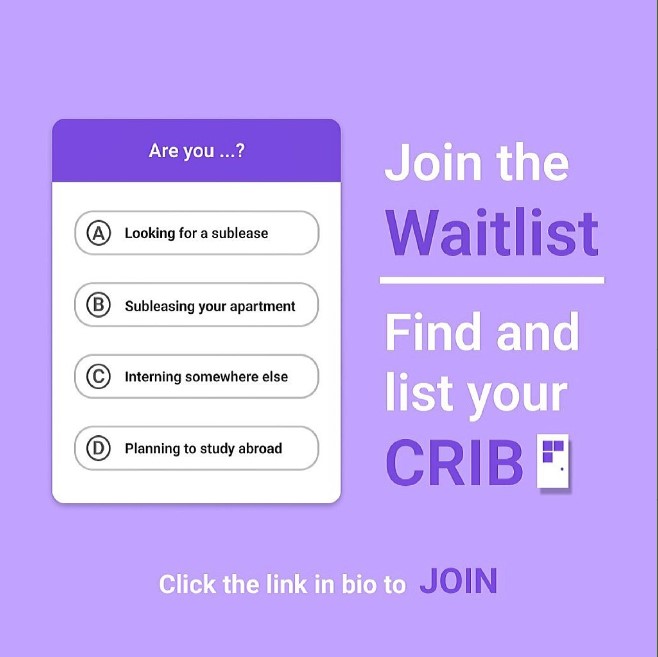 Are you ...?
A Looking for a sublease
B Subleasing your apartment
C Interning somewhere else
D Planning to study abroad
Join the
Waitlist
Find and
list your
CRIB
Click the link in bio to JOIN